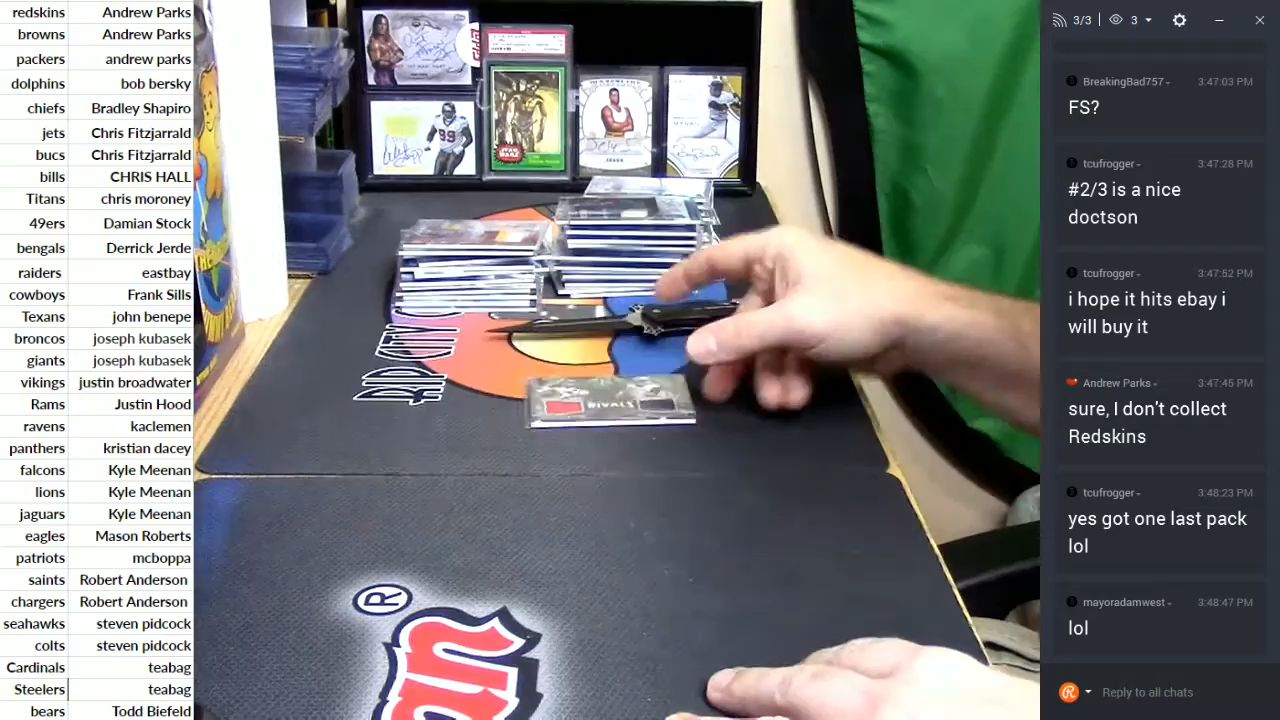 redskins Andrew Parks
browns Andrew Parks
packers andrew parks
dolphins bob bersky
chiefs Bradley Shapiro
jets Chris Fitzjarrald
bucs Chris Fitzjarrald
bills CHRIS HALL
Titans chris moroney
49ers Damian Stock
bengals Derrick Jerde
raiders eastbay
cowboys Frank Sills
Texans john benepe
broncos joseph kubasek
giants joseph kubasek
vikings justin broadwater
Rams Justin Hood
ravens kaclemen
panthers kristian dacey
falcons Kyle Meenan
lions Kyle Meenan
jaguars Kyle Meenan
eagles Mason Roberts
patriots mcboppa
saints Robert Anderson
chargers Robert Anderson
seahawks steven pidcock
colts steven pidcock
Cardinals teabag
Steelers teabag
bears Todd Biefeld
STAR WARS
RIP CITY
RIVALS
®
an
3/3 3
BreakingBad757 3:47:03 PM
FS?
tcufrogger 3:47:28 PM
#2/3 is a nice
doctson
tcufrogger 3:47:52 PM
i hope it hits ebay i
will buy it
Andrew Parks 3:47:45 PM
sure, I don't collect
Redskins
tcufrogger 3:48:23 PM
yes got one last pack
lol
mayoradamwest 3:48:47 PM
lol
Reply to all chats